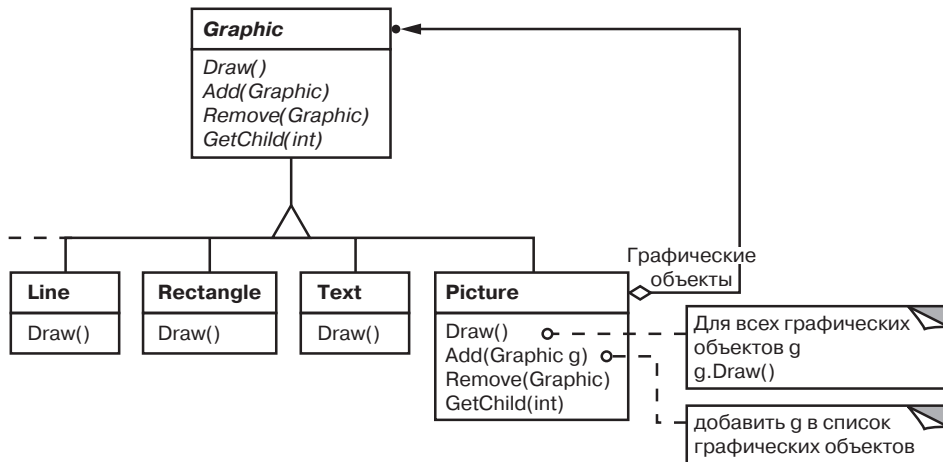 Graphic
Draw()
Add(Graphic)
Remove(Graphic)
GetChild(int)
Графические
объекты
Line
Draw()
Rectangle
Draw()
Text
Draw()
Picture
Draw()
Add(Graphic g)
Remove(Graphic)
GetChild(int)
Для всех графических
объектов g
g.Draw()
добавить g в список
графических объектов